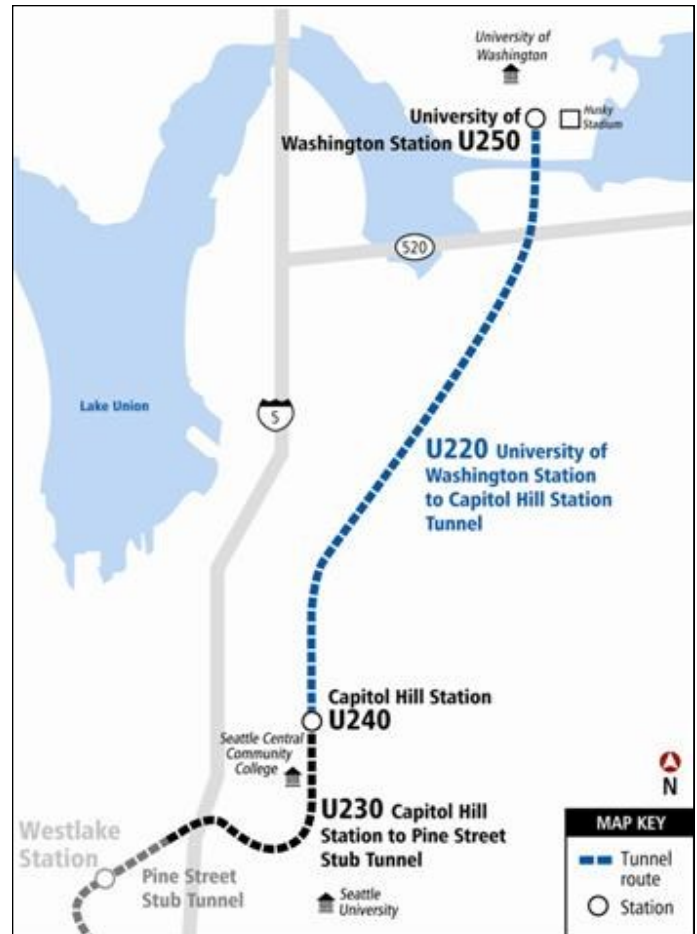 University of
Washington
University of
Washington Station U250
Husky
Stadium
520
Lake Union
5
U220 University of
Washington Station
to Capitol Hill Station
Tunnel
Capitol Hill Station
U240
Seattle Central
Community
College
N
U230 Capitol Hill
Station to Pine Street
Stub Tunnel
MAP KEY
Tunnel
route
Station
Westlake
Station
Pine Street
Stub Tunnel
Seattle
University